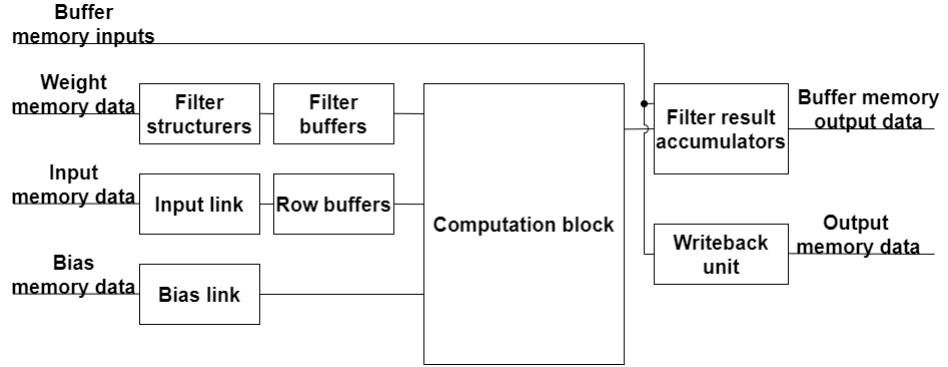 Buffer
memory inputs
Weight
memory data
Filter
structurers
Filter
buffers
Filter result
accumulators
Buffer memory
output data
Input
memory data
Input link
Row buffers
Computation block
Writeback
unit
Output
memory data
Bias
memory data
Bias link